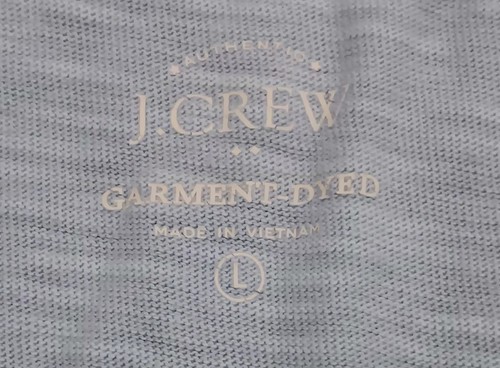 AUTHENTIC
J.CREW
GARMENT-DYED
MADE IN VIETNAM
L